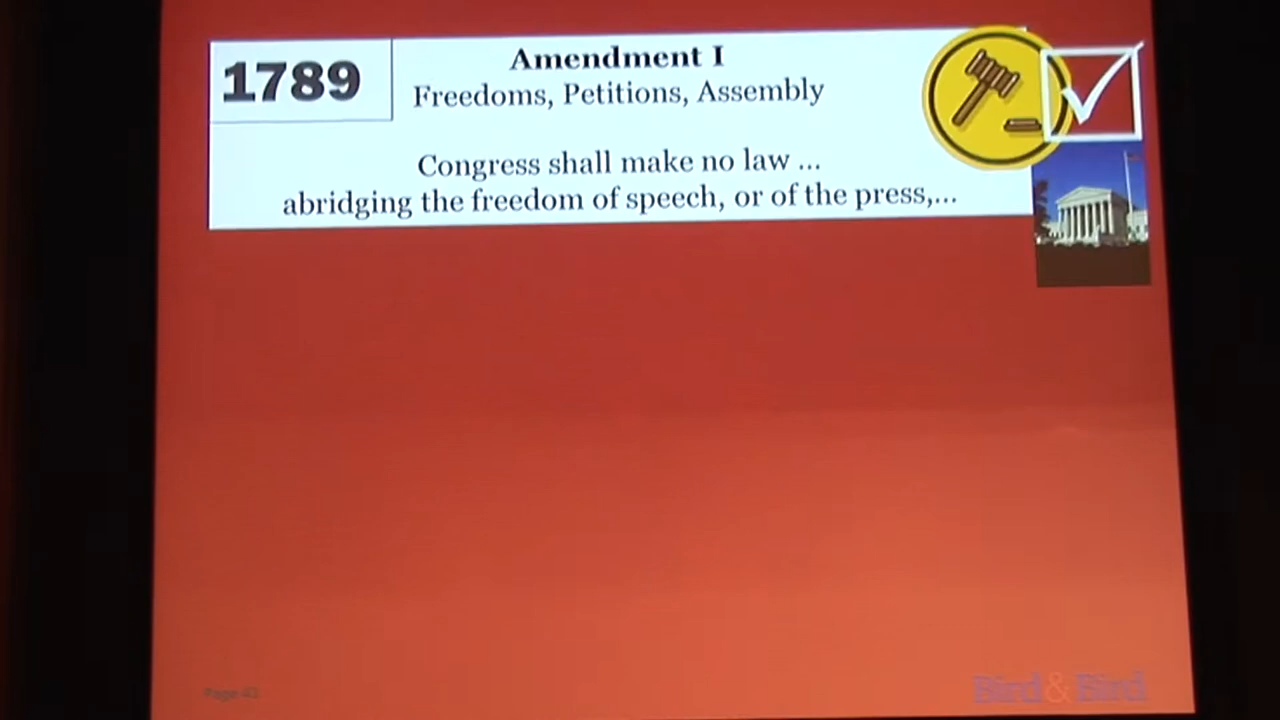 1789
Amendment I
Freedoms, Petitions, Assembly
Congress shall make no law ...
abridging the freedom of speech, or of the press,...
Bird & Bird